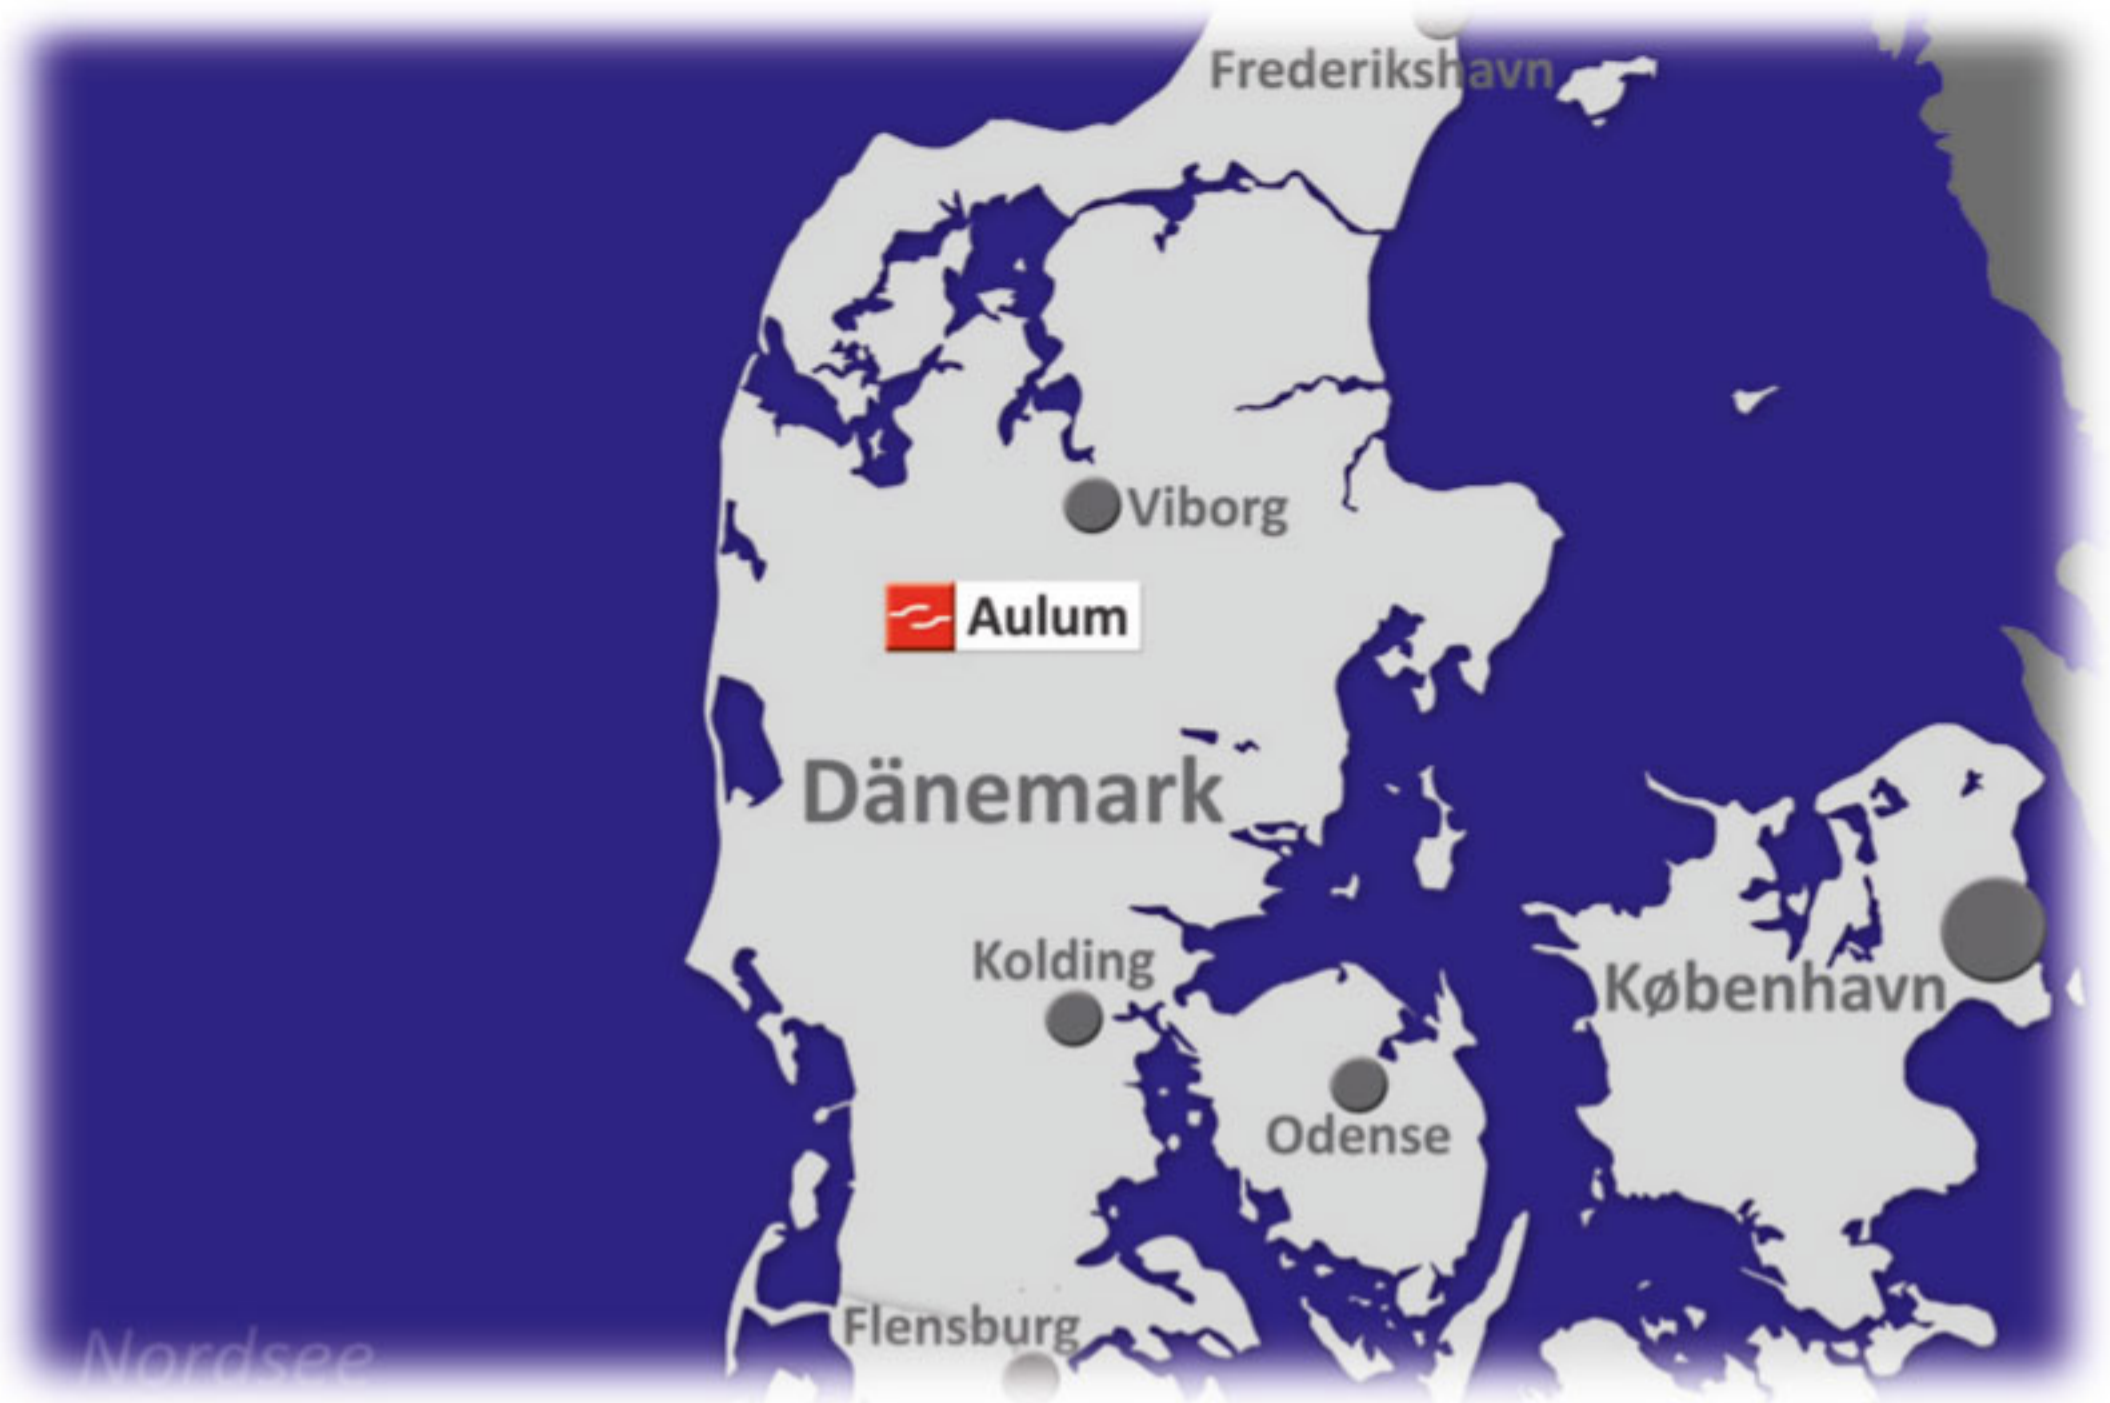 Frederikshavn
Viborg
Aulum
Dänemark
Kolding
København
Odense
Flensburg
Nordsee